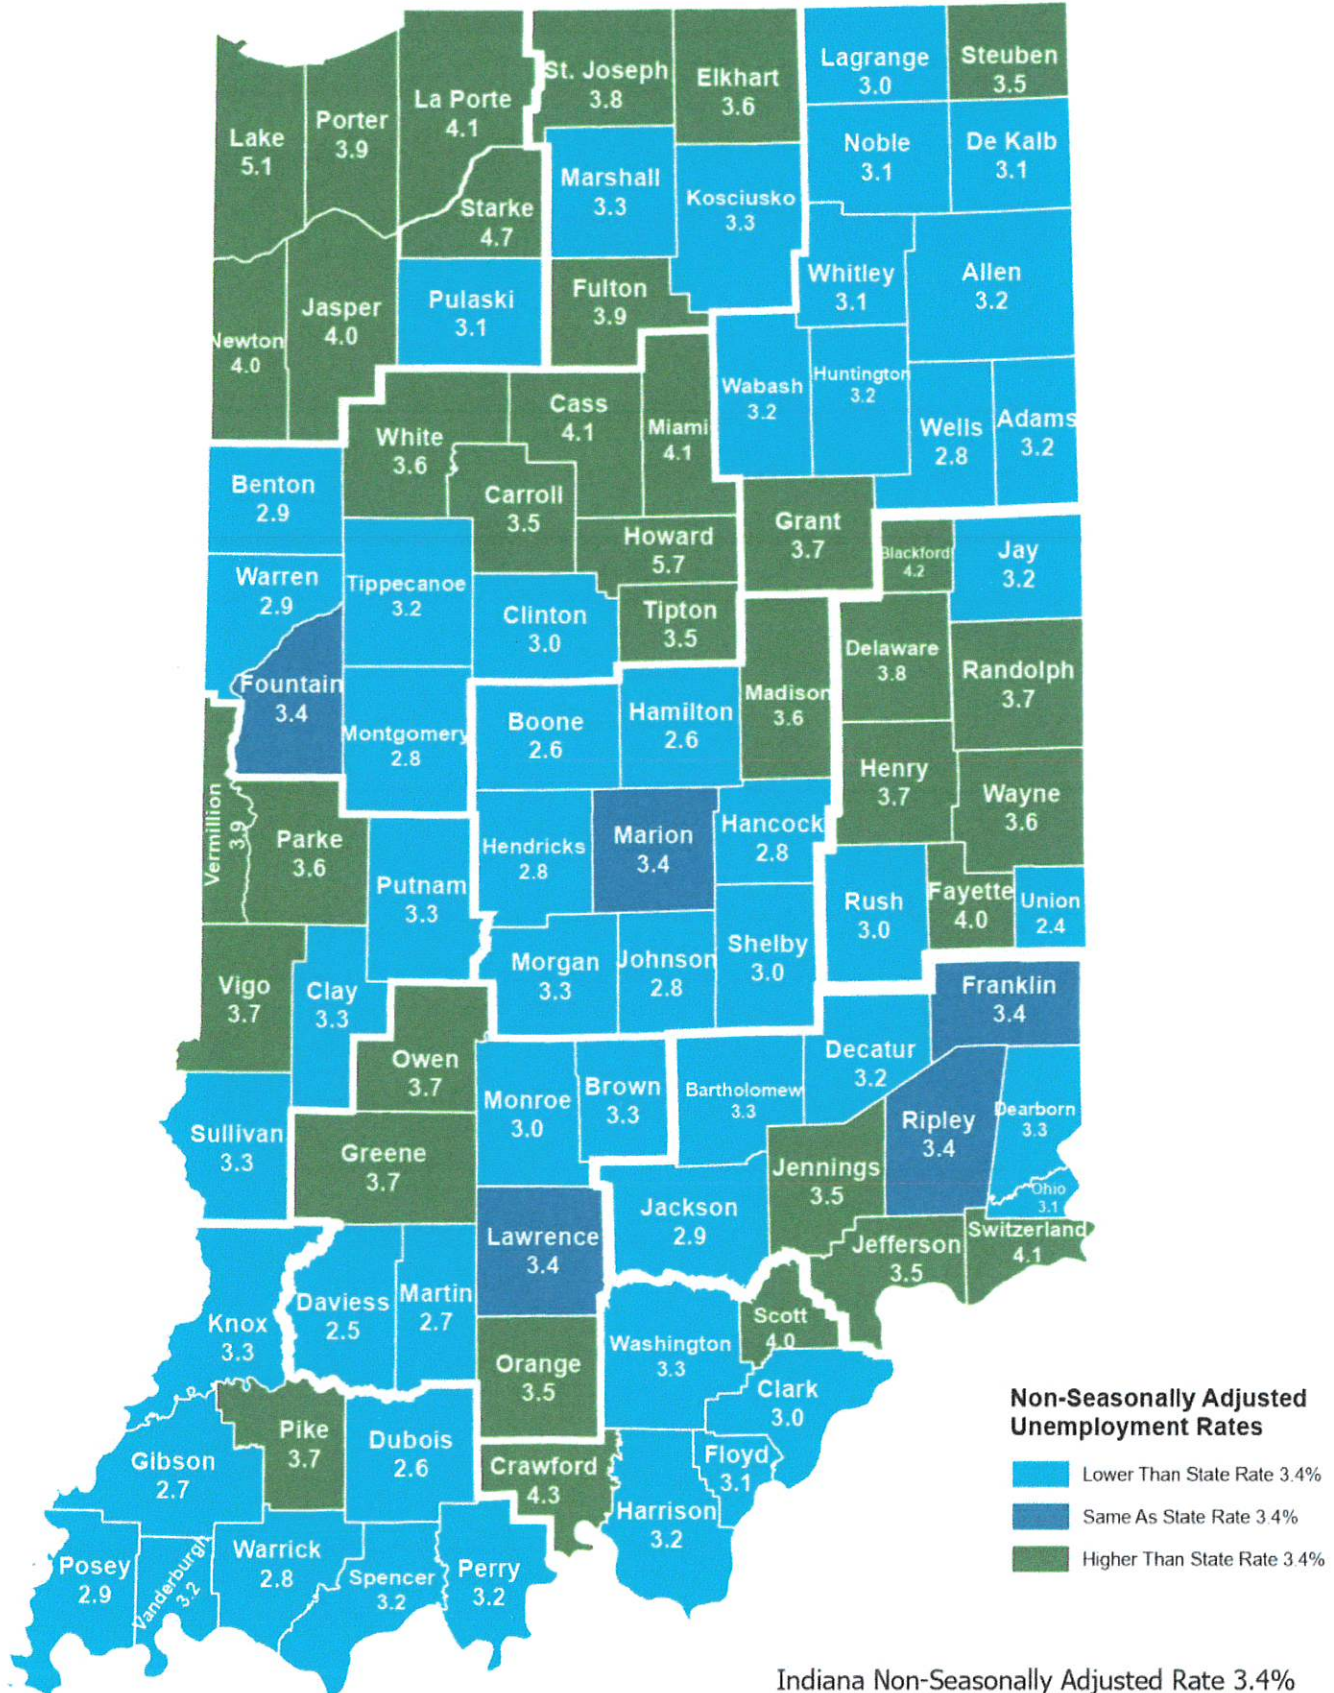 Lake
5.1
Porter
3.9
La Porte
4.1
St. Joseph
3.8
Elkhart
3.6
Lagrange
3.0
Steuben
3.5
Noble
3.1
De Kalb
3.1
Marshall
3.3
Kosciusko
3.3
Starke
4.7
Newton
4.0
Jasper
4.0
Pulaski
3.1
Fulton
3.9
Whitley
3.1
Allen
3.2
White
3.6
Cass
4.1
Miami
4.1
Wabash
3.2
Huntington
3.2
Wells
2.8
Adams
3.2
Benton
2.9
Carroll
3.5
Howard
5.7
Grant
3.7
Blackford
4.2
Jay
3.2
Warren
2.9
Tippecanoe
3.2
Clinton
3.0
Tipton
3.5
Fountain
3.4
Montgomery
2.8
Boone
2.6
Hamilton
2.6
Madison
3.6
Delaware
3.8
Randolph
3.7
Henry
3.7
Wayne
3.6
Vermillion
3.9
Parke
3.6
Putnam
3.3
Hendricks
2.8
Marion
3.4
Hancock
2.8
Rush
3.0
Fayette
4.0
Union
2.4
Vigo
3.7
Clay
3.3
Morgan
3.3
Johnson
2.8
Shelby
3.0
Franklin
3.4
Owen
3.7
Monroe
3.0
Brown
3.3
Bartholomew
3.3
Decatur
3.2
Ripley
3.4
Dearborn
3.3
Sullivan
3.3
Greene
3.7
Jennings
3.5
Ohio
3.1
Lawrence
3.4
Jackson
2.9
Jefferson
3.5
Switzerland
4.1
Knox
3.3
Daviess
2.5
Martin
2.7
Orange
3.5
Washington
3.3
Scott
4.0
Clark
3.0
Gibson
2.7
Pike
3.7
Dubois
2.6
Crawford
4.3
Floyd
3.1
Harrison
3.2
Posey
2.9
Vanderburgh
3.2
Warrick
2.8
Spencer
3.2
Perry
3.2
Non-Seasonally Adjusted
Unemployment Rates
Lower Than State Rate 3.4%
Same As State Rate 3.4%
Higher Than State Rate 3.4%
Indiana Non-Seasonally Adjusted Rate 3.4%